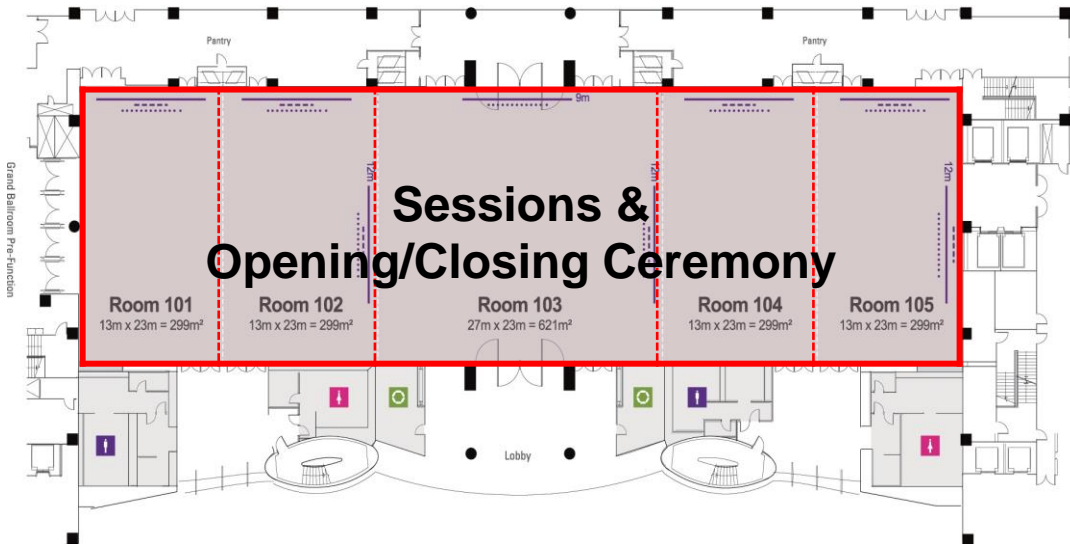 Pantry
Pantry
9m
12m
12m
12m
Sessions &
Opening/Closing Ceremony
Grand Ballroom Pre-Function
Room 101
13m x 23m = 299m²
Room 102
13m x 23m = 299m²
Room 103
27m x 23m = 621m²
Room 104
13m x 23m = 299m²
Room 105
13m x 23m = 299m²
Lobby